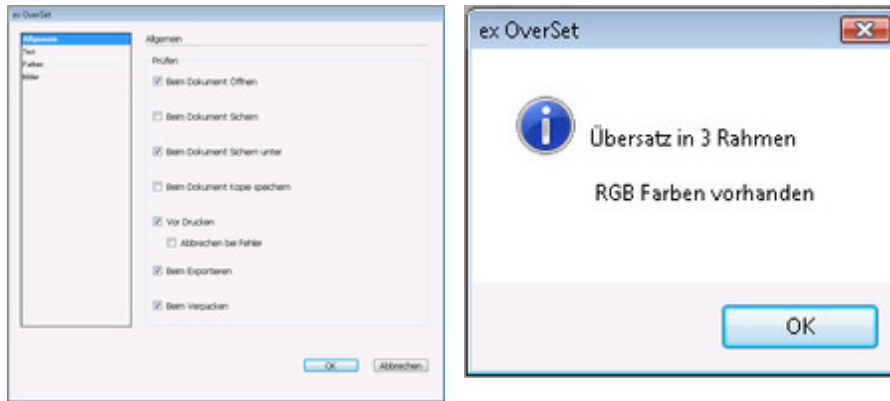 ex OverSet
Allgemein
Text
Farben
Bilder
Allgemein
Prüfen
Beim Dokument Öffnen
Beim Dokument Sichern
Beim Dokument Sichern unter
Beim Dokument Kopie speichern
Vor Drucken
Abbrechen bei Fehler
Beim Exportieren
Beim Verpacken
OK
Abbrechen
ex OverSet
Übersatz in 3 Rahmen
RGB Farben vorhanden
OK